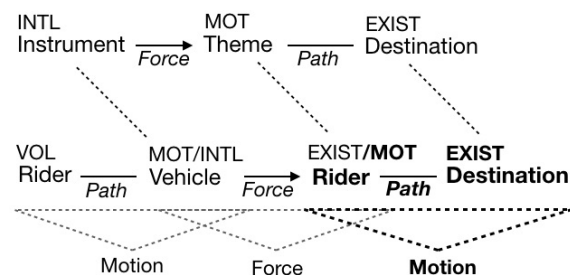 INTL MOT EXIST
Instrument Force Theme Path Destination
VOL MOT/INTL EXIST/MOT EXIST
Rider Path Vehicle Force Rider Path Destination
Motion Force Motion